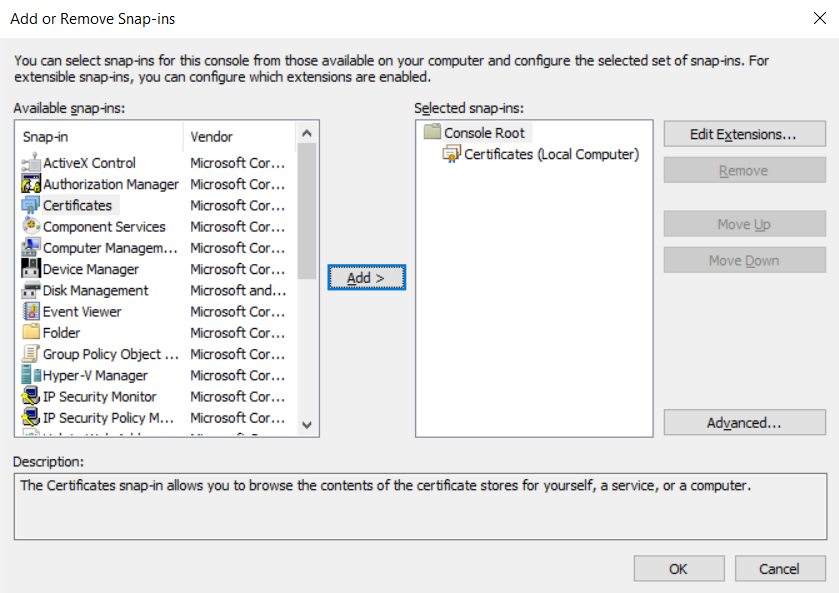 Add or Remove Snap-ins
You can select snap-ins for this console from those available on your computer and configure the selected set of snap-ins. For
extensible snap-ins, you can configure which extensions are enabled.
Available snap-ins:
Snap-in Vendor
ActiveX Control Microsoft Cor...
Authorization Manager Microsoft Cor...
Certificates Microsoft Cor...
Component Services Microsoft Cor...
Computer Managem... Microsoft Cor...
Device Manager Microsoft Cor...
Disk Management Microsoft and...
Event Viewer Microsoft Cor...
Folder Microsoft Cor...
Group Policy Object ... Microsoft Cor...
Hyper-V Manager Microsoft Cor...
IP Security Monitor Microsoft Cor...
IP Security Policy M... Microsoft Cor...
Add >
Selected snap-ins:
Console Root
Certificates (Local Computer)
Edit Extensions...
Remove
Move Up
Move Down
Advanced...
Description:
The Certificates snap-in allows you to browse the contents of the certificate stores for yourself, a service, or a computer.
OK
Cancel